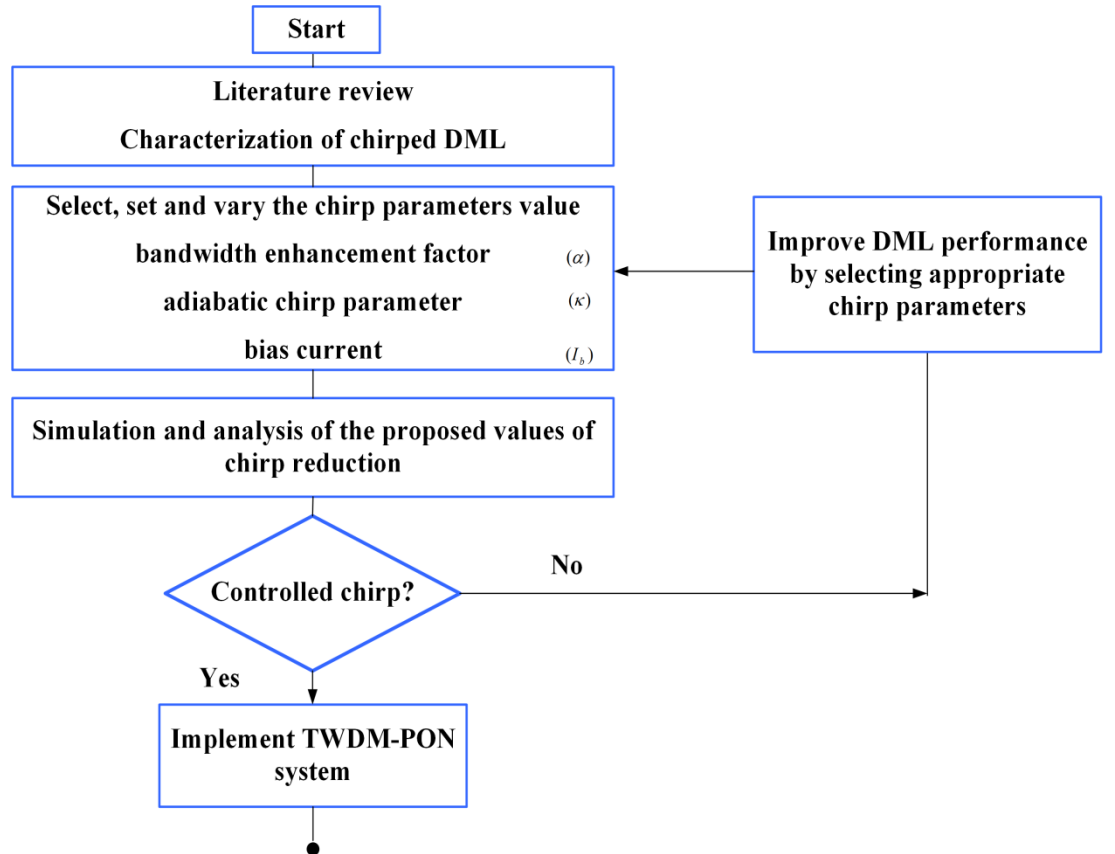 Start
Literature review
Characterization of chirped DML
Select, set and vary the chirp parameters value
bandwidth enhancement factor (α)
adiabatic chirp parameter (κ)
bias current (I_b)
Improve DML performance
by selecting appropriate
chirp parameters
Simulation and analysis of the proposed values of
chirp reduction
Controlled chirp?
No
Yes
Implement TWDM-PON
system